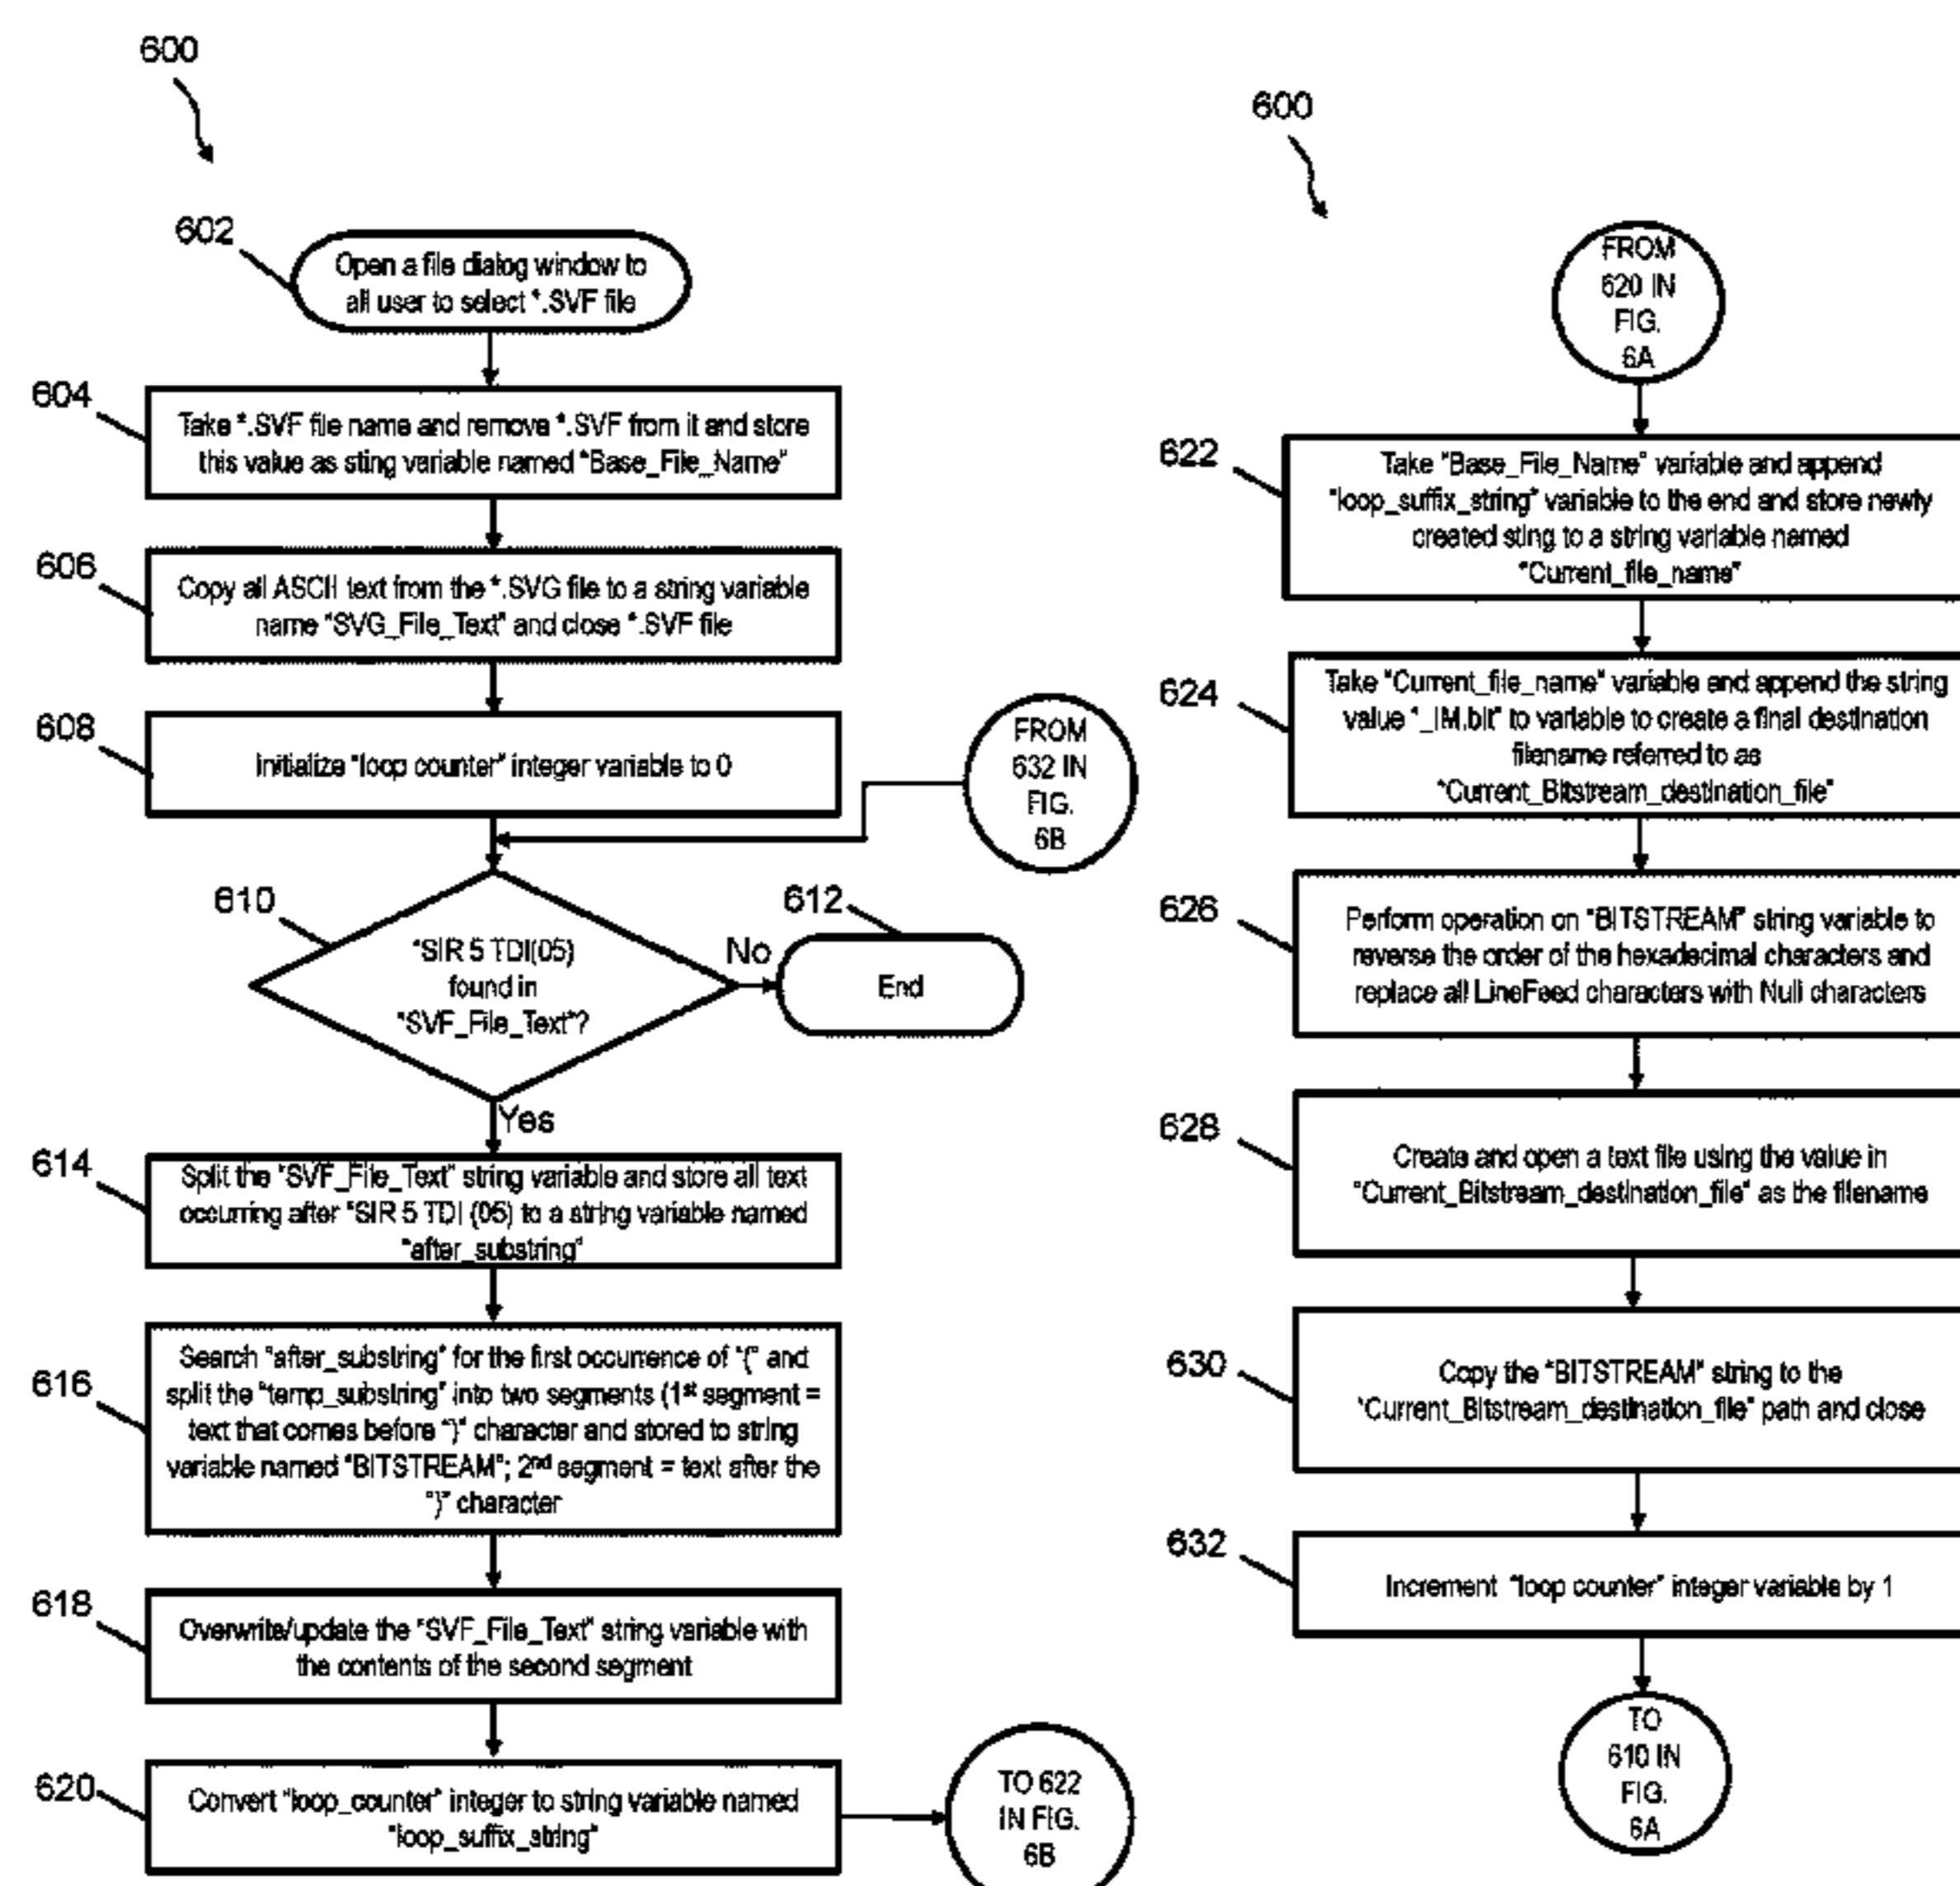 600
602
Open a file dialog window to
all user to select *.SVF file
604
Take *.SVF file name and remove *.SVF from it and store
this value as sting variable named "Base_File_Name"
606
Copy all ASCII text from the *.SVG file to a string variable
name "SVG_File_Text" and close *.SVF file
608
Initialize "loop counter" integer variable to 0
FROM
632 IN
FIG.
6B
610
"SIR 5 TDI(05)
found in
"SVF_File_Text"?
No
612
End
Yes
614
Split the "SVF_File_Text" string variable and store all text
occurring after "SIR 5 TDI (05) to a string variable named
"after_substring"
616
Search "after_substring" for the first occurrence of "(" and
split the "temp_substring" into two segments (1st segment =
text that comes before ")" character and stored to string
variable named "BITSTREAM"; 2nd segment = text after the
")" character
618
Overwrite/update the "SVF_File_Text" string variable with
the contents of the second segment
620
Convert "loop_counter" integer to string variable named
"loop_suffix_string"
TO 622
IN FIG.
6B
600
FROM
620 IN
FIG.
6A
622
Take "Base_File_Name" variable and append
"loop_suffix_string" variable to the end and store newly
created sting to a string variable named
"Current_file_name"
624
Take "Current_file_name" variable and append the string
value "_IM.bit" to variable to create a final destination
filename referred to as
"Current_Bitstream_destination_file"
626
Perform operation on "BITSTREAM" string variable to
reverse the order of the hexadecimal characters and
replace all LineFeed characters with Null characters
628
Create and open a text file using the value in
"Current_Bitstream_destination_file" as the filename
630
Copy the "BITSTREAM" string to the
"Current_Bitstream_destination_file" path and close
632
Increment "loop counter" integer variable by 1
TO
610 IN
FIG.
6A